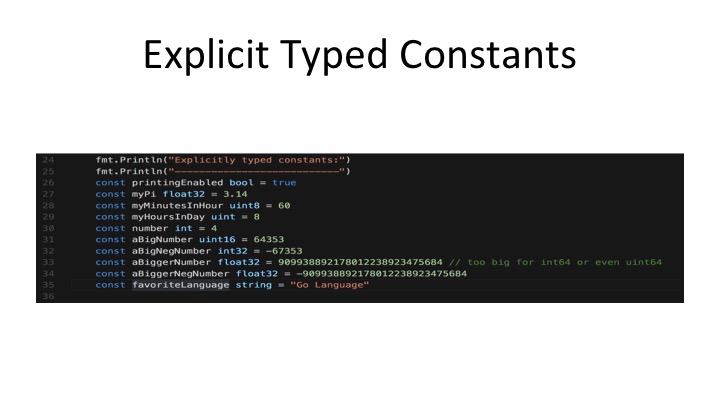 Explicit Typed Constants
24 fmt.Println("Explicitly typed constants:")
25 fmt.Println("---------------------------")
26 const printingEnabled bool = true
27 const myPi float32 = 3.14
28 const myMinutesInHour uint8 = 60
29 const myHoursInDay uint = 8
30 const number int = 4
31 const aBigNumber uint16 = 64353
32 const aBigNegNumber int32 = -67353
33 const aBiggerNumber float32 = 909938892178012238923475684 // too big for int64 or even uint64
34 const aBiggerNegNumber float32 = -909938892178012238923475684
35 const favoriteLanguage string = "Go Language"
36